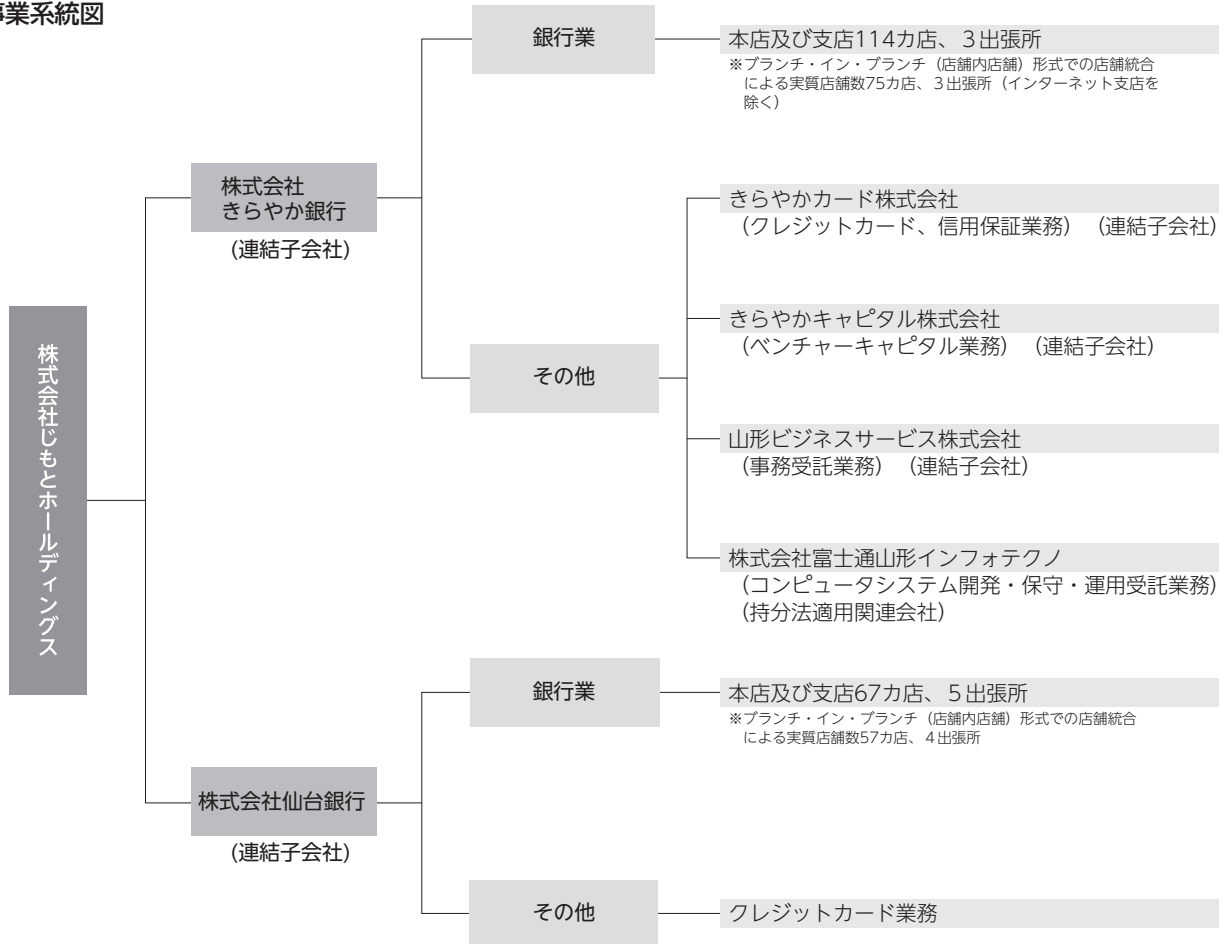 事業系統図
株式会社じもとホールディングス
株式会社
きらやか銀行
(連結子会社)
銀行業
本店及び支店114カ店、3出張所
※ブランチ・イン・ブランチ（店舗内店舗）形式での店舗統合
による実質店舗数75カ店、3出張所（インターネット支店を
除く）
その他
きらやかカード株式会社
（クレジットカード、信用保証業務）（連結子会社）
きらやかキャピタル株式会社
（ベンチャーキャピタル業務）（連結子会社）
山形ビジネスサービス株式会社
（事務受託業務）（連結子会社）
株式会社富士通山形インフォテクノ
（コンピュータシステム開発・保守・運用受託業務）
（持分法適用関連会社）
株式会社仙台銀行
(連結子会社)
銀行業
本店及び支店67カ店、5出張所
※ブランチ・イン・ブランチ（店舗内店舗）形式での店舗統合
による実質店舗数57カ店、4出張所
その他
クレジットカード業務